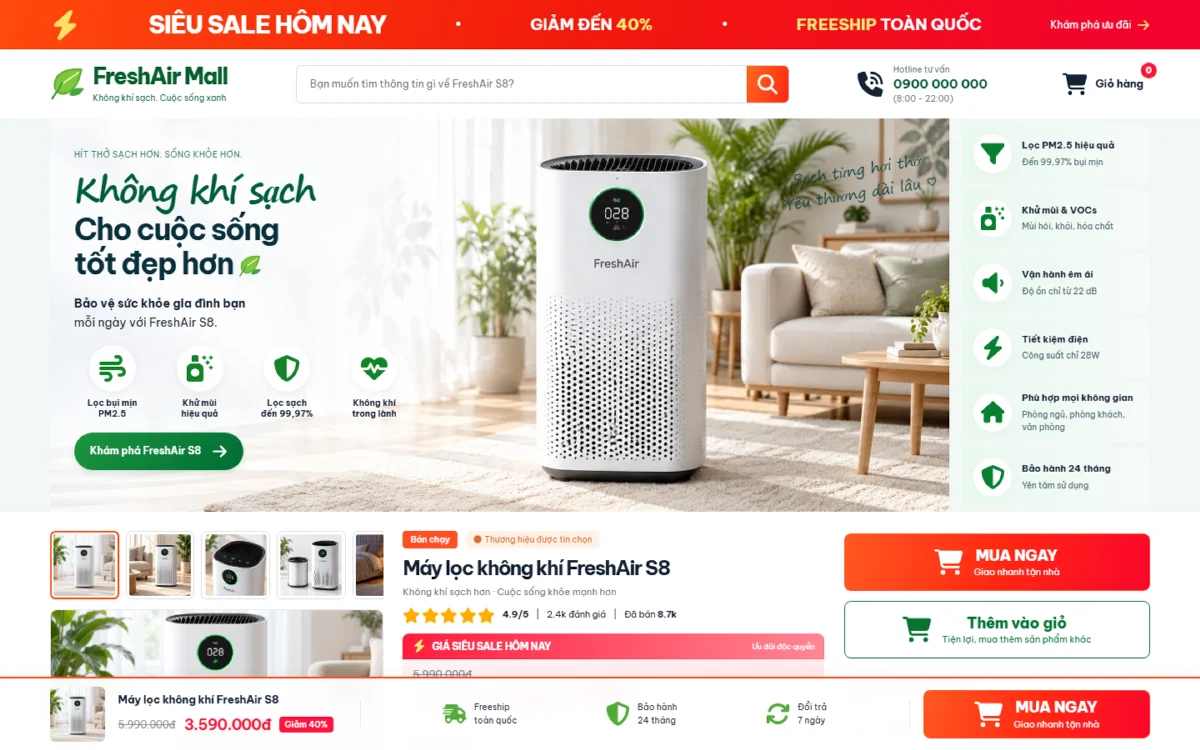 SIÊU SALE HÔM NAY • GIẢM ĐẾN 40% • FREESHIP TOÀN QUỐC Khám phá ưu đãi →
FreshAir Mall
Không khí sạch. Cuộc sống xanh
Bạn muốn tìm thông tin gì về FreshAir S8?
Hotline tư vấn
0900 000 000
(8:00 - 22:00)
Giỏ hàng
0
HÍT THỞ SẠCH HƠN. SỐNG KHỎE HƠN.
Không khí sạch
Cho cuộc sống
tốt đẹp hơn
Bảo vệ sức khỏe gia đình bạn
mỗi ngày với FreshAir S8.
Lọc bụi mịn
PM2.5
Khử mùi
hiệu quả
Lọc sạch
đến 99,97%
Không khí
trong lành
Khám phá FreshAir S8 →
028
FreshAir
Sạch từng hơi thở
Yêu thương dài lâu ♡
Lọc PM2.5 hiệu quả
Đến 99,97% bụi mịn
Khử mùi & VOCs
Mùi hôi, khói, hóa chất
Vận hành êm ái
Độ ồn chỉ từ 22 dB
Tiết kiệm điện
Công suất chỉ 28W
Phù hợp mọi không gian
Phòng ngủ, phòng khách,
văn phòng
Bảo hành 24 tháng
Yên tâm sử dụng
028
Bán chạy
Thương hiệu được tin chọn
Máy lọc không khí FreshAir S8
Không khí sạch hơn · Cuộc sống khỏe mạnh hơn
4.9/5 | 2.4k đánh giá | Đã bán 8.7k
GIÁ SIÊU SALE HÔM NAY
Ưu đãi độc quyền
5.990.000đ
MUA NGAY
Giao nhanh tận nhà
Thêm vào giỏ
Tiện lợi, mua thêm sản phẩm khác
Máy lọc không khí FreshAir S8
5.990.000đ 3.590.000đ Giảm 40%
Freeship
toàn quốc
Bảo hành
24 tháng
Đổi trả
7 ngày
MUA NGAY
Giao nhanh tận nhà